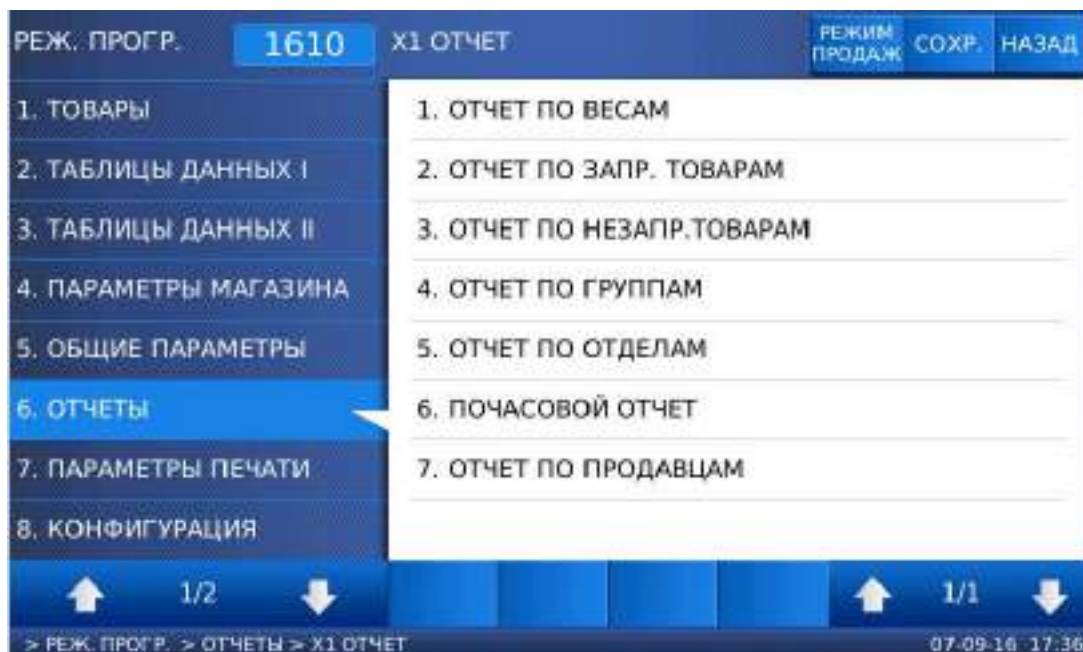 РЕЖ. ПРОГР. 1610 X1 ОТЧЕТ РЕЖИМ ПРОДАЖ СОХР. НАЗАД
1. ТОВАРЫ
2. ТАБЛИЦЫ ДАННЫХ I
3. ТАБЛИЦЫ ДАННЫХ II
4. ПАРАМЕТРЫ МАГАЗИНА
5. ОБЩИЕ ПАРАМЕТРЫ
6. ОТЧЕТЫ
7. ПАРАМЕТРЫ ПЕЧАТИ
8. КОНФИГУРАЦИЯ
1/2
1. ОТЧЕТ ПО ВЕСАМ
2. ОТЧЕТ ПО ЗАПР. ТОВАРАМ
3. ОТЧЕТ ПО НЕЗАПР.ТОВАРАМ
4. ОТЧЕТ ПО ГРУППАМ
5. ОТЧЕТ ПО ОТДЕЛАМ
6. ПОЧАСОВОЙ ОТЧЕТ
7. ОТЧЕТ ПО ПРОДАВЦАМ
1/1
> РЕЖ. ПРОГР. > ОТЧЕТЫ > X1 ОТЧЕТ 07-09-16 17:36